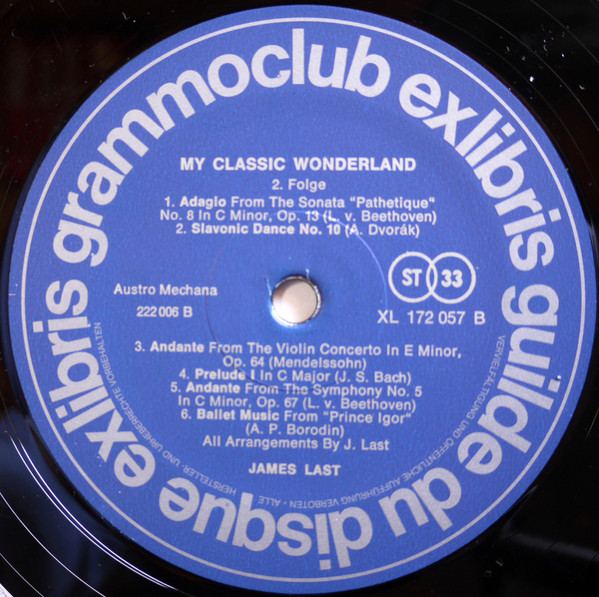 exlibris grammoclub exlibris guilde du disque
MY CLASSIC WONDERLAND
2. Folge
1. Adagio From The Sonata "Pathetique"
No. 8 In C Minor, Op. 13 (L. v. Beethoven)
2. Slavonic Dance No. 10 (A. Dvorák)
ST 33
Austro Mechana
222 006 B
XL 172 057 B
3. Andante From The Violin Concerto In E Minor,
Op. 64 (Mendelssohn)
4. Prelude I In C Major (J. S. Bach)
5. Andante From The Symphony No. 5
In C Minor, Op. 67 (L. v. Beethoven)
6. Ballet Music From "Prince Igor"
(A. P. Borodin)
All Arrangements By J. Last
JAMES LAST
VERVIELFÄLTIGUNG UND ÖFFENTLICHE AUFFÜHRUNG VERBOTEN - ALLE HERSTELLER- UND URHEBERRECHTE VORBEHALTEN